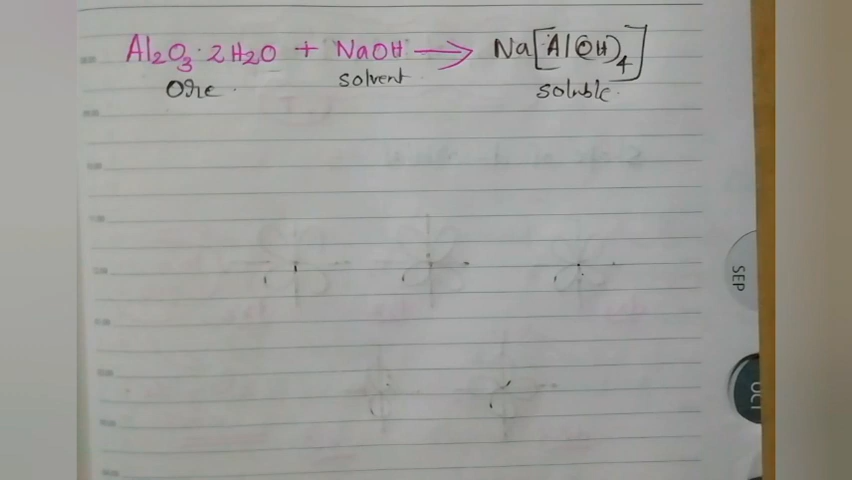 Al₂O₃·2H₂O + NaOH → Na[Al(OH)₄]
Ore solvent soluble.
SEP
OCT